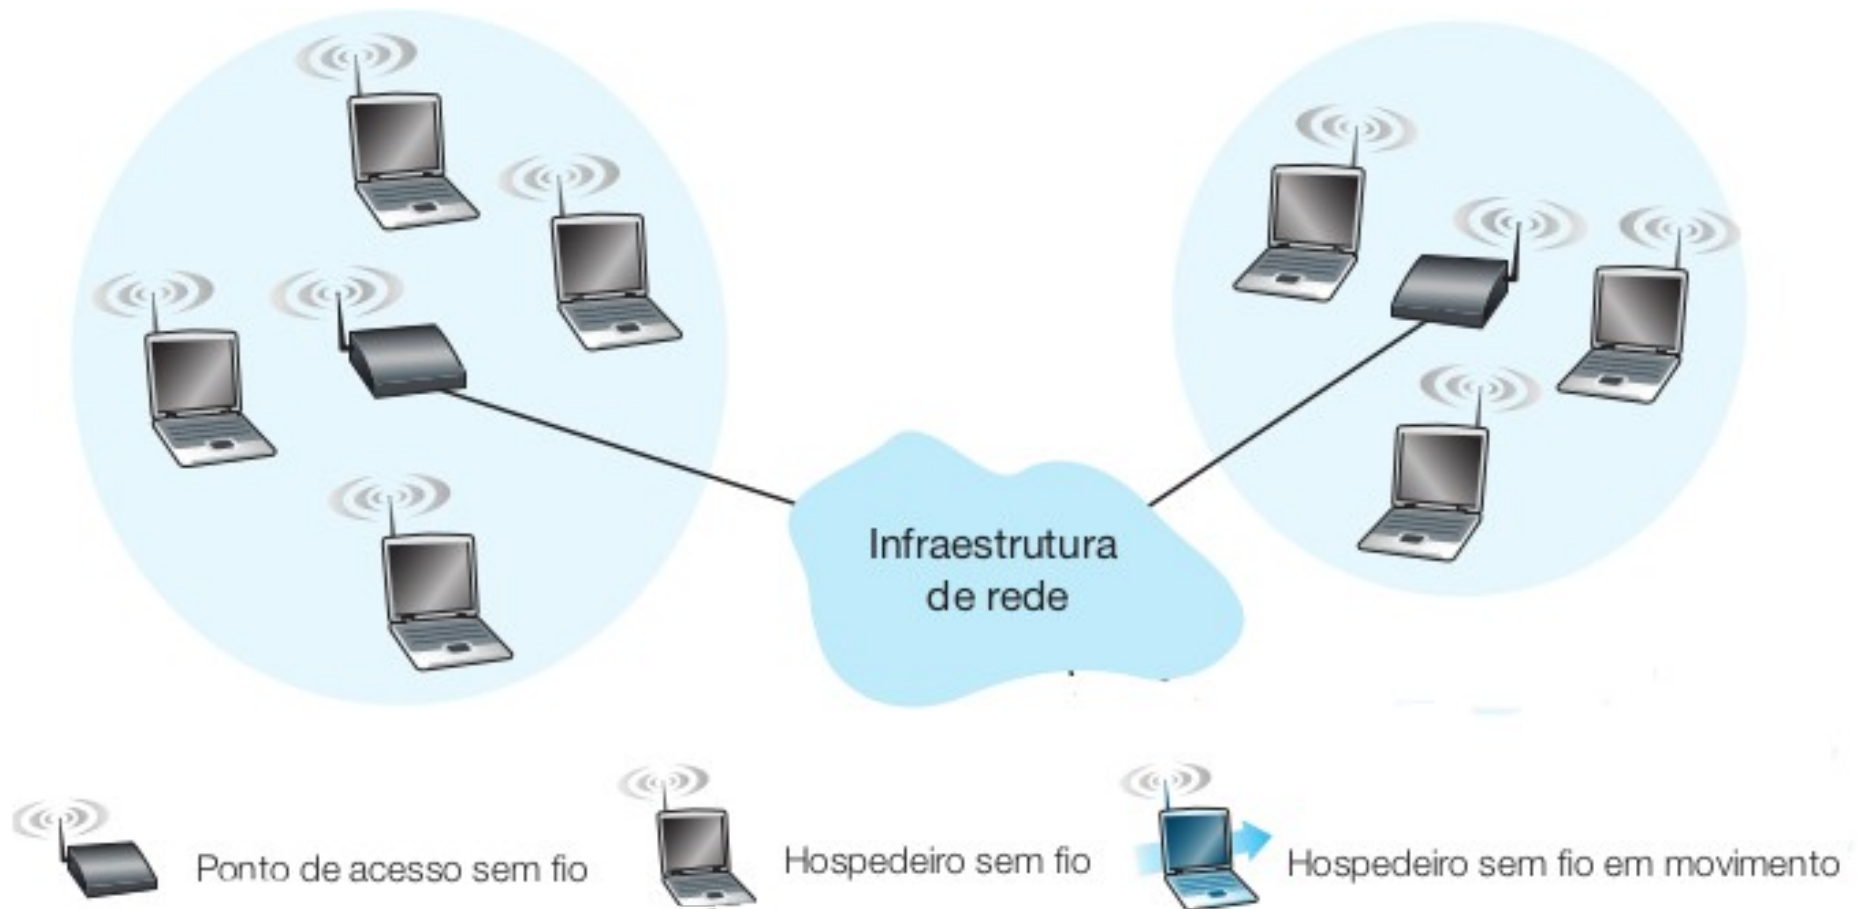 Infraestrutura
de rede
Ponto de acesso sem fio
Hospedeiro sem fio
Hospedeiro sem fio em movimento